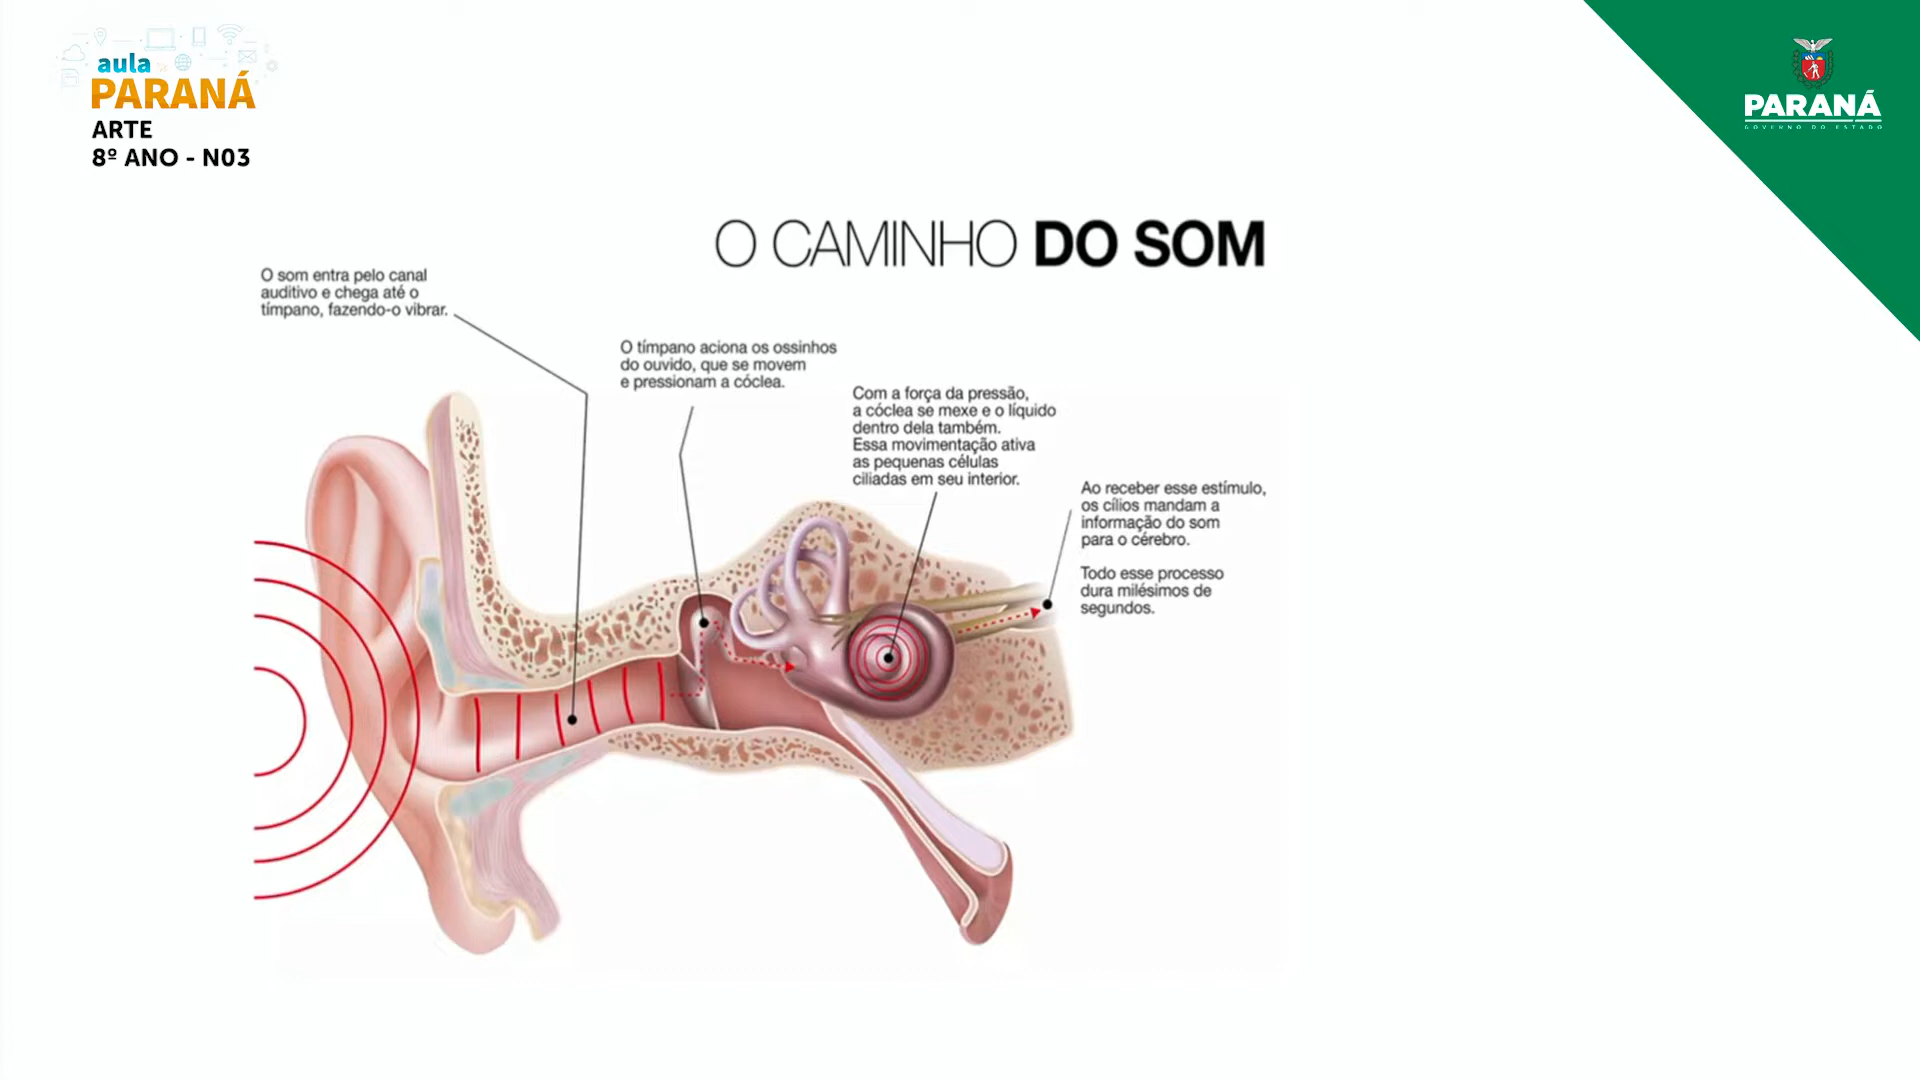 aula
PARANÁ
ARTE
8º ANO - N03
PARANÁ
GOVERNO DO ESTADO
O CAMINHO DO SOM
O som entra pelo canal
auditivo e chega até o
tímpano, fazendo-o vibrar.
O tímpano aciona os ossinhos
do ouvido, que se movem
e pressionam a cóclea.
Com a força da pressão,
a cóclea se mexe e o líquido
dentro dela também.
Essa movimentação ativa
as pequenas células
ciliadas em seu interior.
Ao receber esse estímulo,
os cílios mandam a
informação do som
para o cérebro.
Todo esse processo
dura milésimos de
segundos.